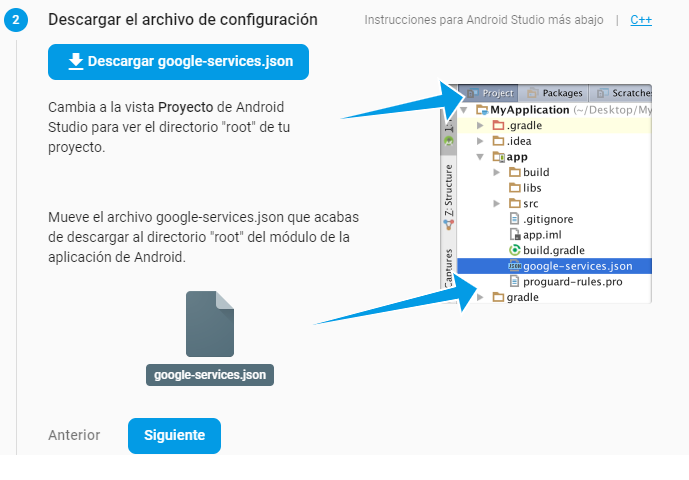 2 Descargar el archivo de configuración Instrucciones para Android Studio más abajo | C++
Descargar google-services.json
Cambia a la vista Proyecto de Android
Studio para ver el directorio "root" de tu
proyecto.
Project Packages Scratches
MyApplication (~/Desktop/My
.gradle
.idea
app
build
libs
src
.gitignore
app.iml
build.gradle
google-services.json
proguard-rules.pro
gradle
Z: Structure
Captures
Mueve el archivo google-services.json que acabas
de descargar al directorio "root" del módulo de la
aplicación de Android.
google-services.json
Anterior Siguiente